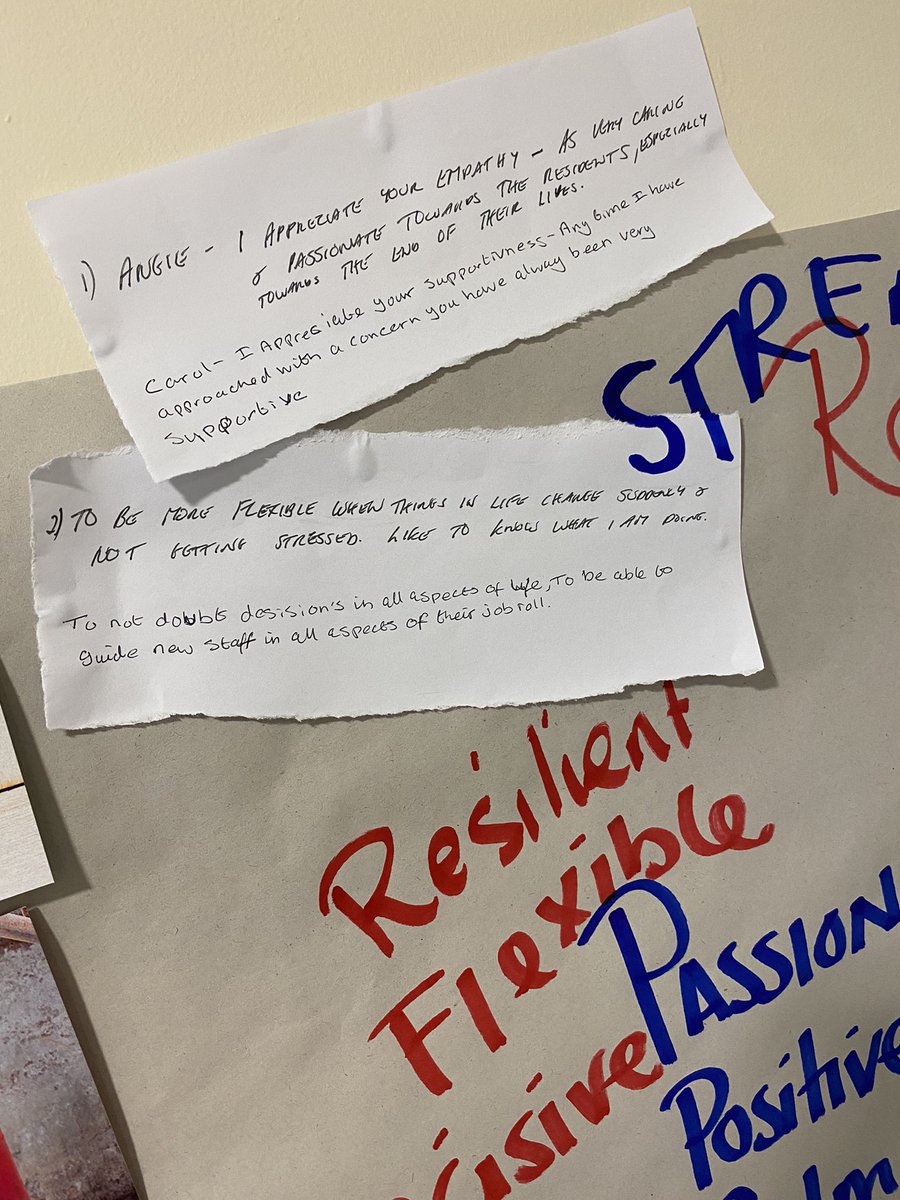 1) ANGIE - I APPRECIATE YOUR EMPATHY - AS VERY CARING
& PASSIONATE TOWARDS THE RESIDENTS, ESPECIALLY
TOWARDS THE END OF THEIR LIVES.
Carol - I Appreciate your supportivness - Any time I have
approached with a concern you have alway been very
supportive
STRE
Re
2) TO BE MORE FLEXIBLE WHEN THINGS IN LIFE CHANGE SUDDENLY &
NOT GETTING STRESSED. LIKE TO KNOW WHAT I AM DOING.
To not doubt desision's in all aspects of life, To be able to
guide new staff in all aspects of their job roll.
Resilient
Flexible
PASSION
cisive
Positive